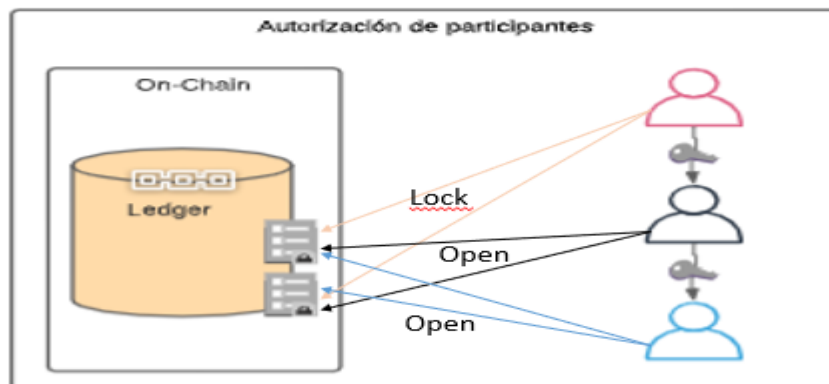 Autorización de participantes
On-Chain
Ledger
Lock
Open
Open